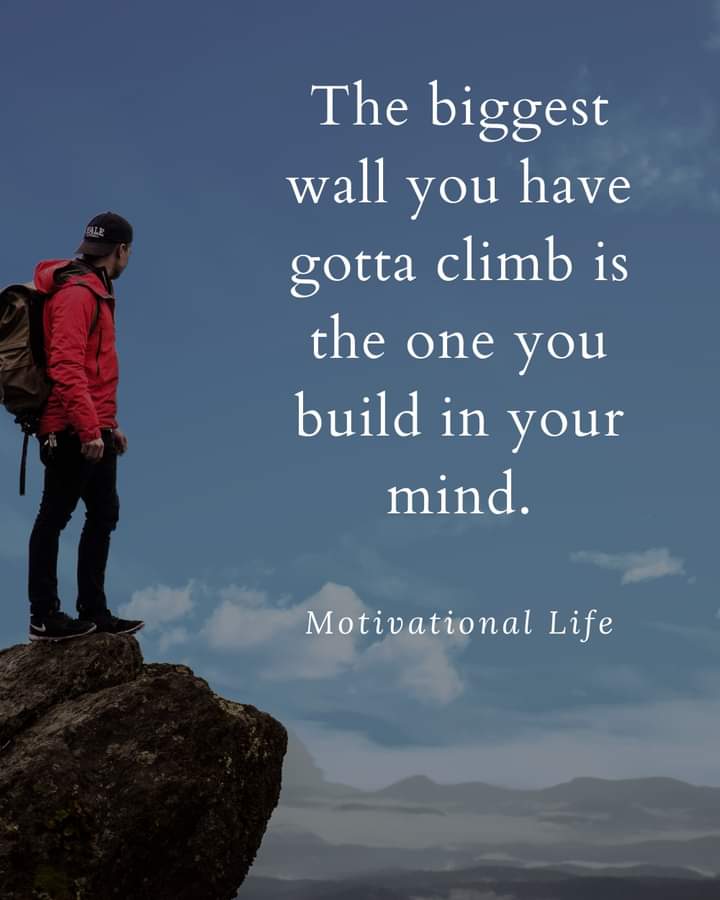 The biggest
wall you have
gotta climb is
the one you
build in your
mind.
Motivational Life